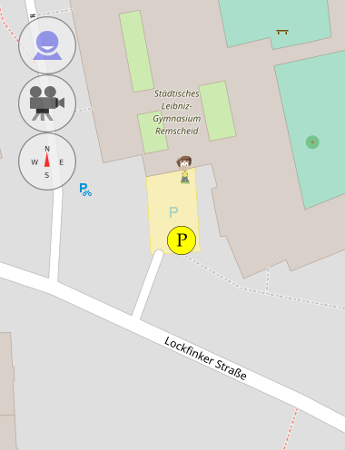 N
W E
S
Städtisches
Leibniz-
Gymnasium
Remscheid
P
P
P
Lockfinker Straße